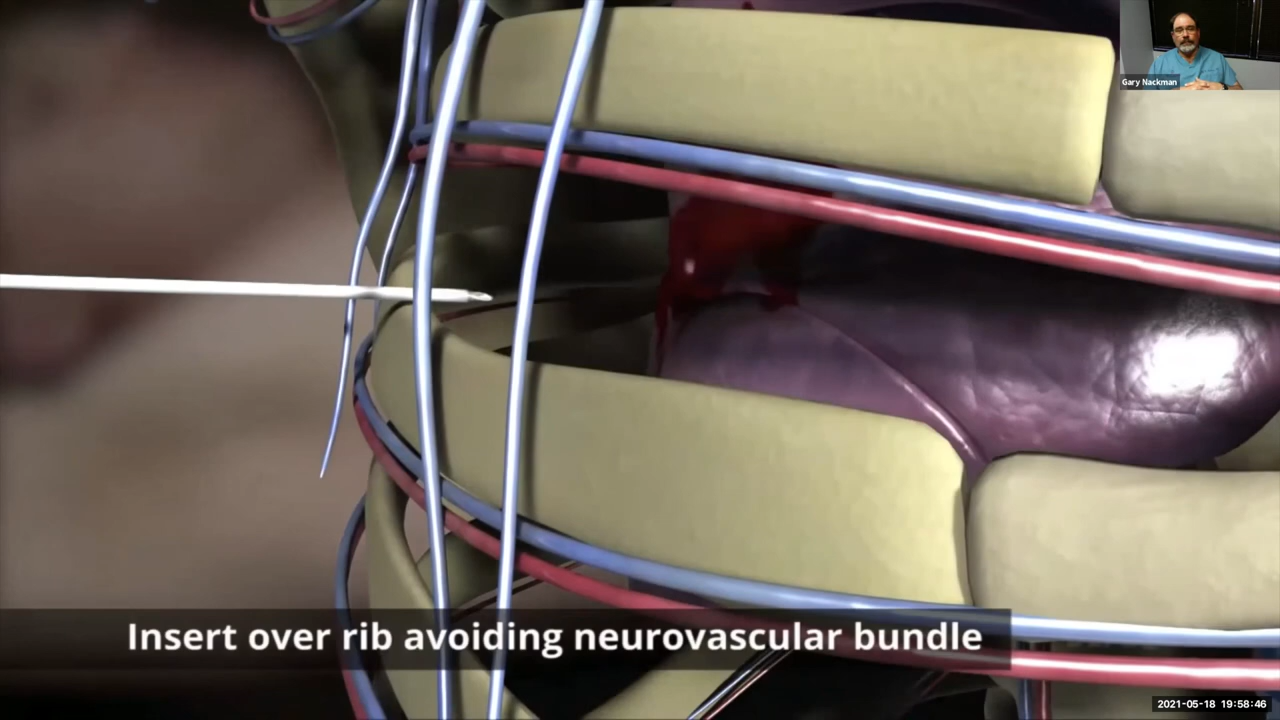 Gary Nackman
Insert over rib avoiding neurovascular bundle
2021-05-18 19:58:46